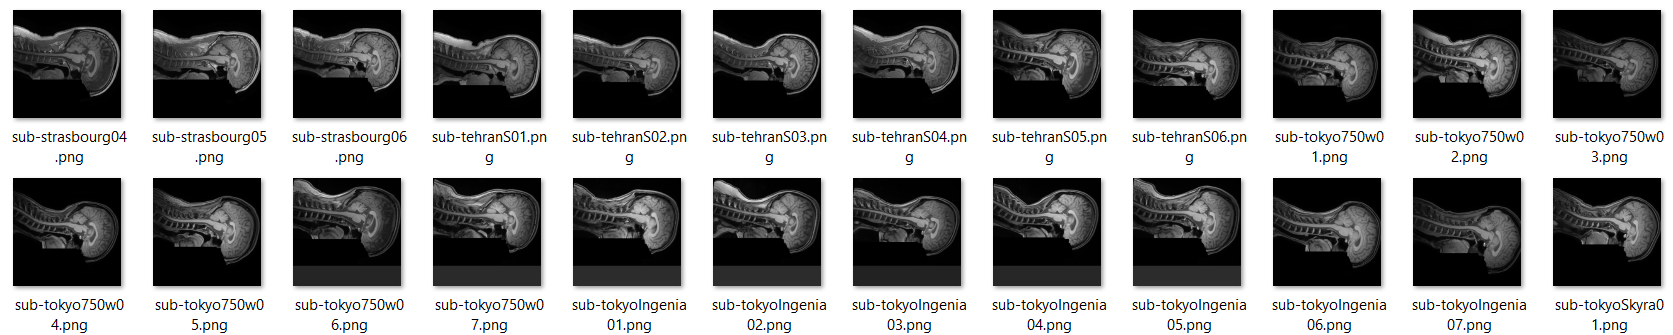 sub-strasbourg04
.png
sub-strasbourg05
.png
sub-strasbourg06
.png
sub-tehranS01.pn
g
sub-tehranS02.pn
g
sub-tehranS03.pn
g
sub-tehranS04.pn
g
sub-tehranS05.pn
g
sub-tehranS06.pn
g
sub-tokyo750w0
1.png
sub-tokyo750w0
2.png
sub-tokyo750w0
3.png
sub-tokyo750w0
4.png
sub-tokyo750w0
5.png
sub-tokyo750w0
6.png
sub-tokyo750w0
7.png
sub-tokyoIngenia
01.png
sub-tokyoIngenia
02.png
sub-tokyoIngenia
03.png
sub-tokyoIngenia
04.png
sub-tokyoIngenia
05.png
sub-tokyoIngenia
06.png
sub-tokyoIngenia
07.png
sub-tokyoSkyra0
1.png